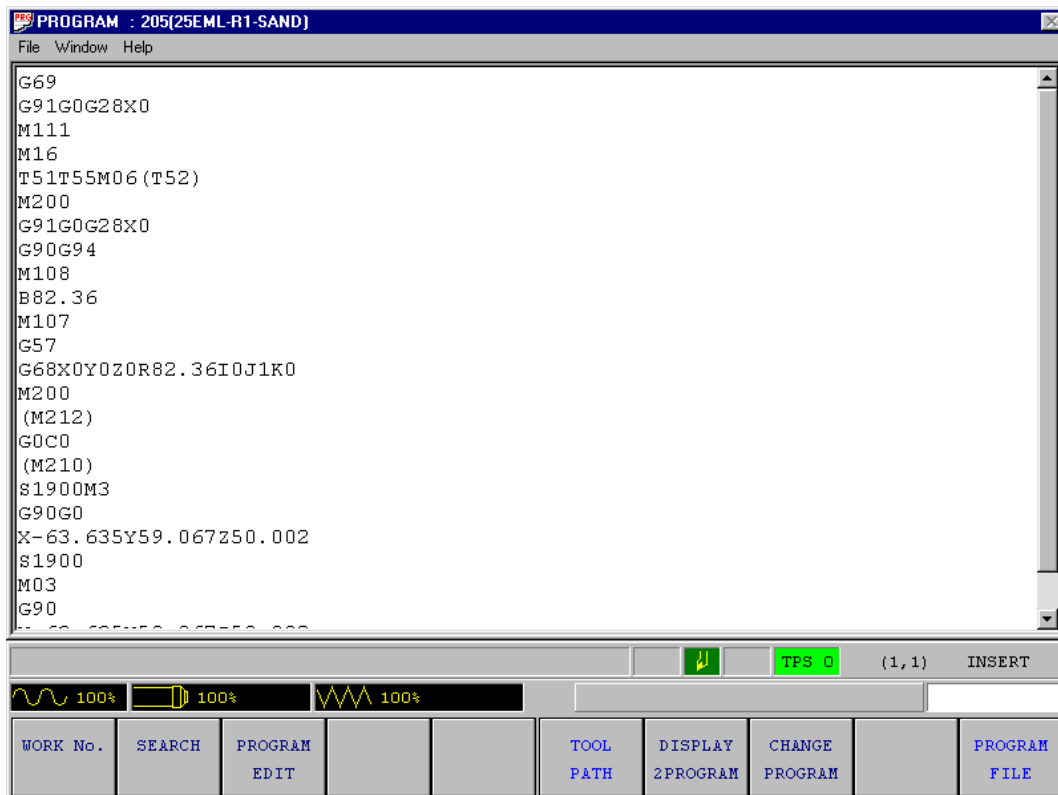 PROGRAM : 205(25EML-R1-SAND)
File Window Help
G69
G91G0G28X0
M111
M16
T51T55M06(T52)
M200
G91G0G28X0
G90G94
M108
B82.36
M107
G57
G68X0Y0Z0R82.36I0J1K0
M200
(M212)
G0C0
(M210)
S1900M3
G90G0
X-63.635Y59.067Z50.002
S1900
M03
G90
TPS 0 (1,1) INSERT
100% 100% 100%
WORK No. SEARCH PROGRAM EDIT TOOL PATH DISPLAY 2PROGRAM CHANGE PROGRAM PROGRAM FILE